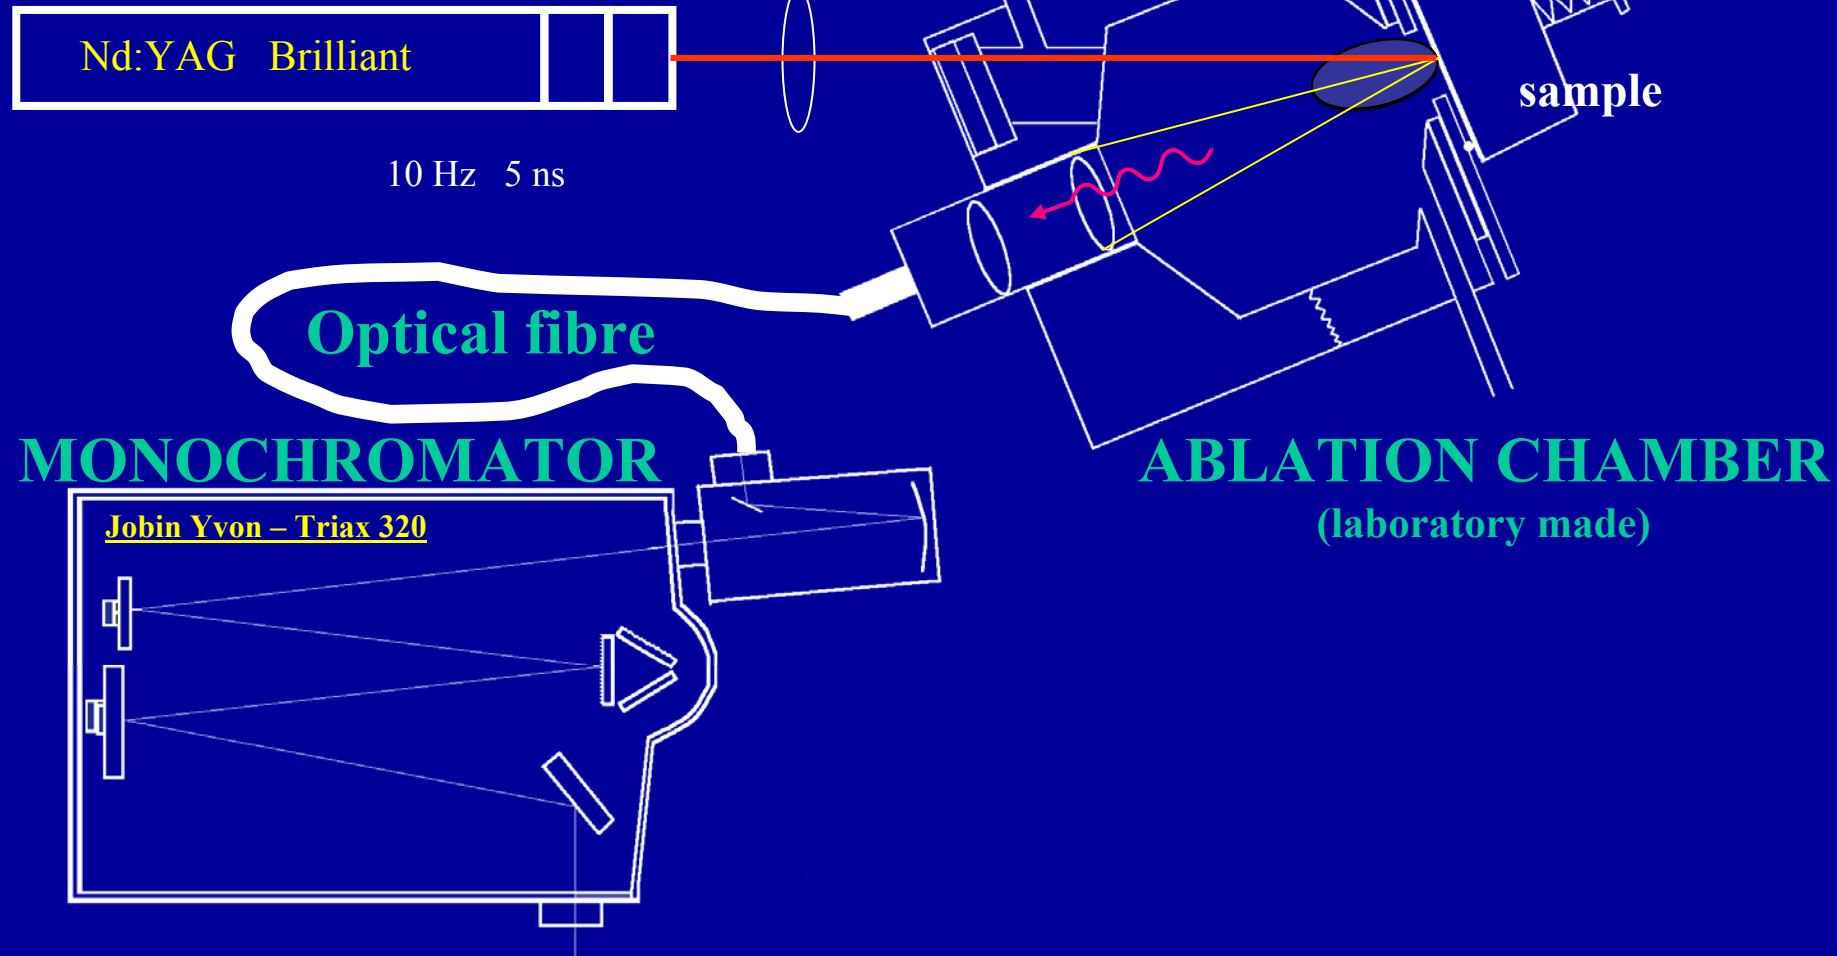 Nd:YAG   Brilliant
sample
10 Hz   5 ns
Optical fibre
MONOCHROMATOR
ABLATION CHAMBER
Jobin Yvon – Triax 320
(laboratory made)